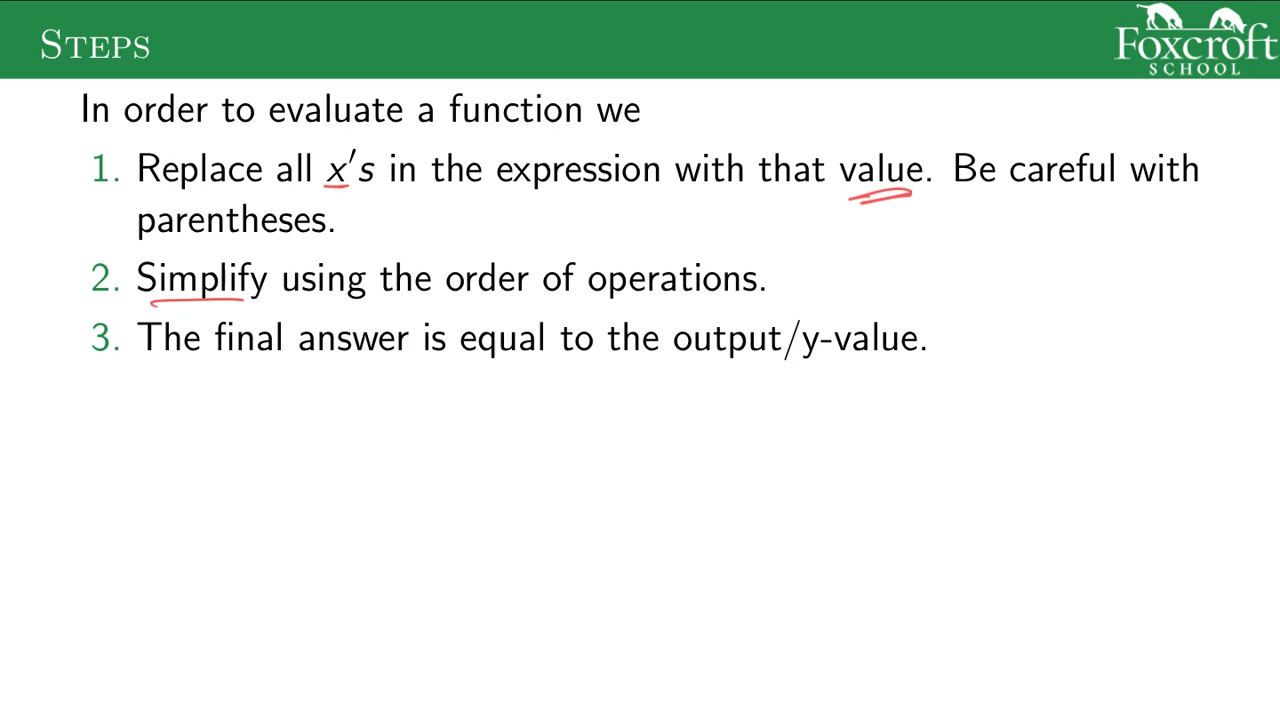 Steps
Foxcroft
SCHOOL
In order to evaluate a function we
1. Replace all x's in the expression with that value. Be careful with
parentheses.
2. Simplify using the order of operations.
3. The final answer is equal to the output/y-value.